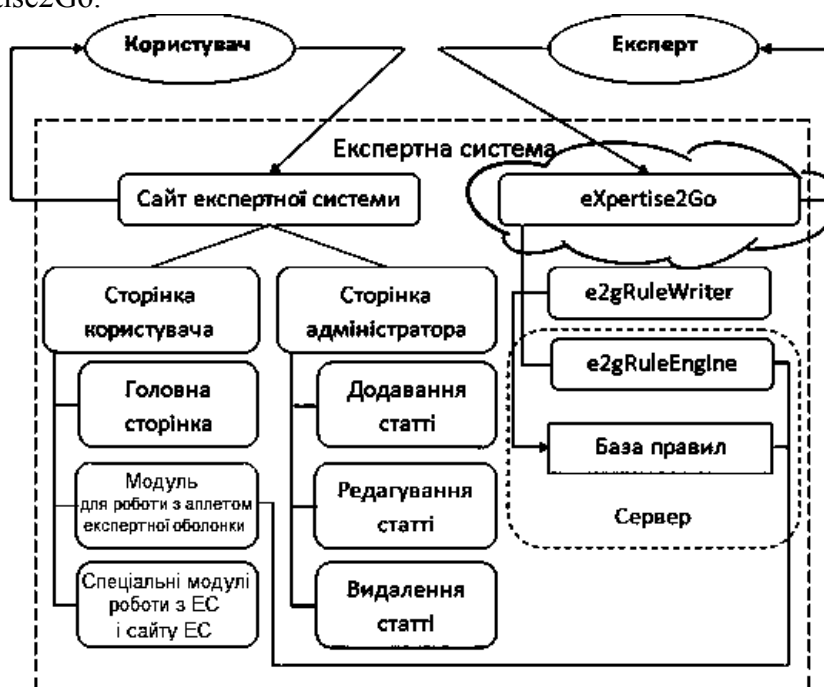 Користувач
Експерт
Експертна система
Сайт експертної системи
eXpertise2Go
Сторінка
користувача
Сторінка
адміністратора
e2gRuleWriter
e2gRuleEngine
База правил
Сервер
Головна
сторінка
Модуль
для роботи з аплетом
експертної оболонки
Спеціальні модулі
роботи з ЕС
і сайту ЕС
Додавання
статті
Редагування
статті
Видалення
статті